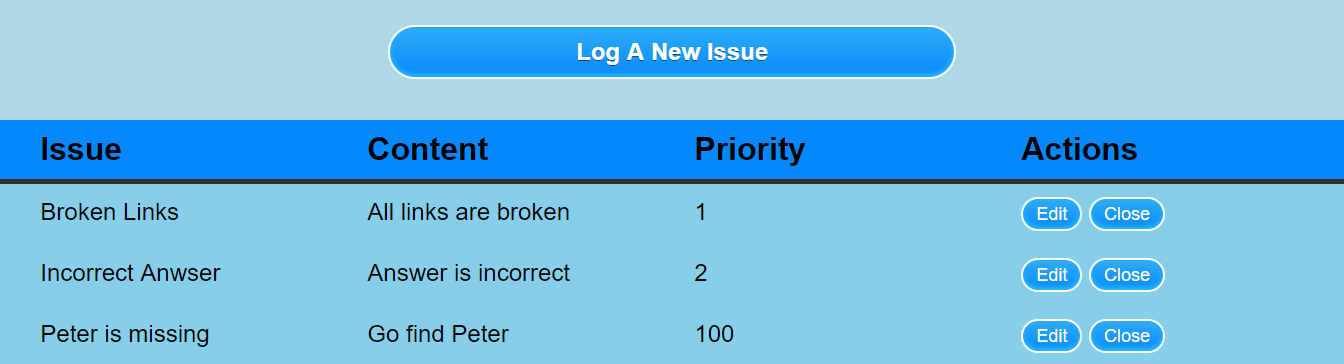 Log A New Issue
Issue Content Priority Actions
Broken Links All links are broken 1 Edit Close
Incorrect Anwser Answer is incorrect 2 Edit Close
Peter is missing Go find Peter 100 Edit Close